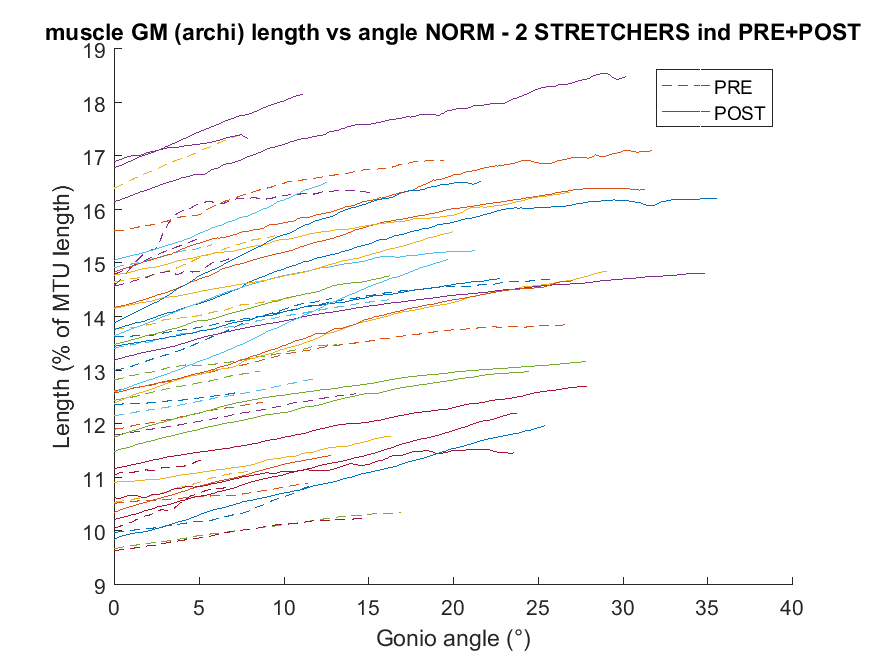 muscle GM (archi) length vs angle NORM - 2 STRETCHERS ind PRE+POST
19
18
17
16
15
14
13
12
11
10
9
Length (% of MTU length)
PRE
POST
0 5 10 15 20 25 30 35 40
Gonio angle (°)